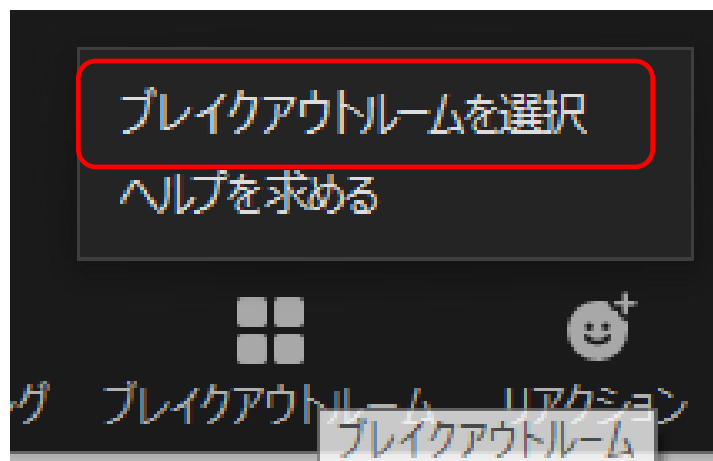 ブレイクアウトルームを選択
ヘルプを求める
ング ブレイクアウトルーム リアクション
ブレイクアウトルーム